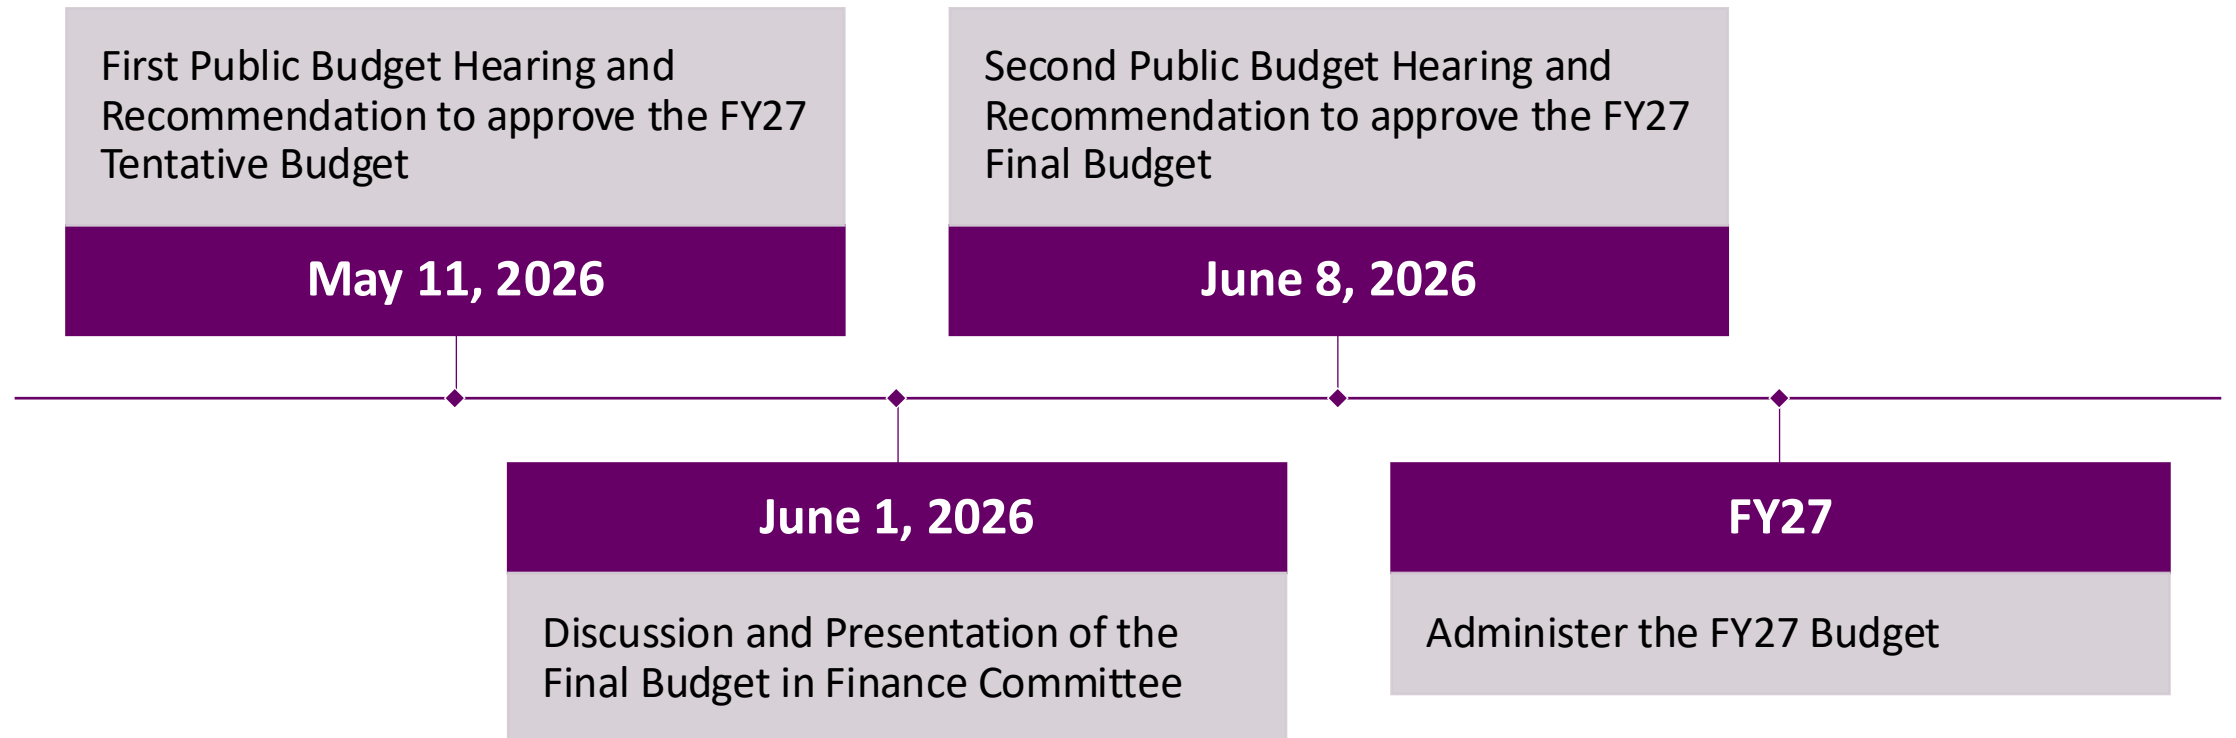 First Public Budget Hearing and
Recommendation to approve the FY27
Tentative Budget
May 11, 2026
Second Public Budget Hearing and
Recommendation to approve the FY27
Final Budget
June 8, 2026
June 1, 2026
Discussion and Presentation of the
Final Budget in Finance Committee
FY27
Administer the FY27 Budget